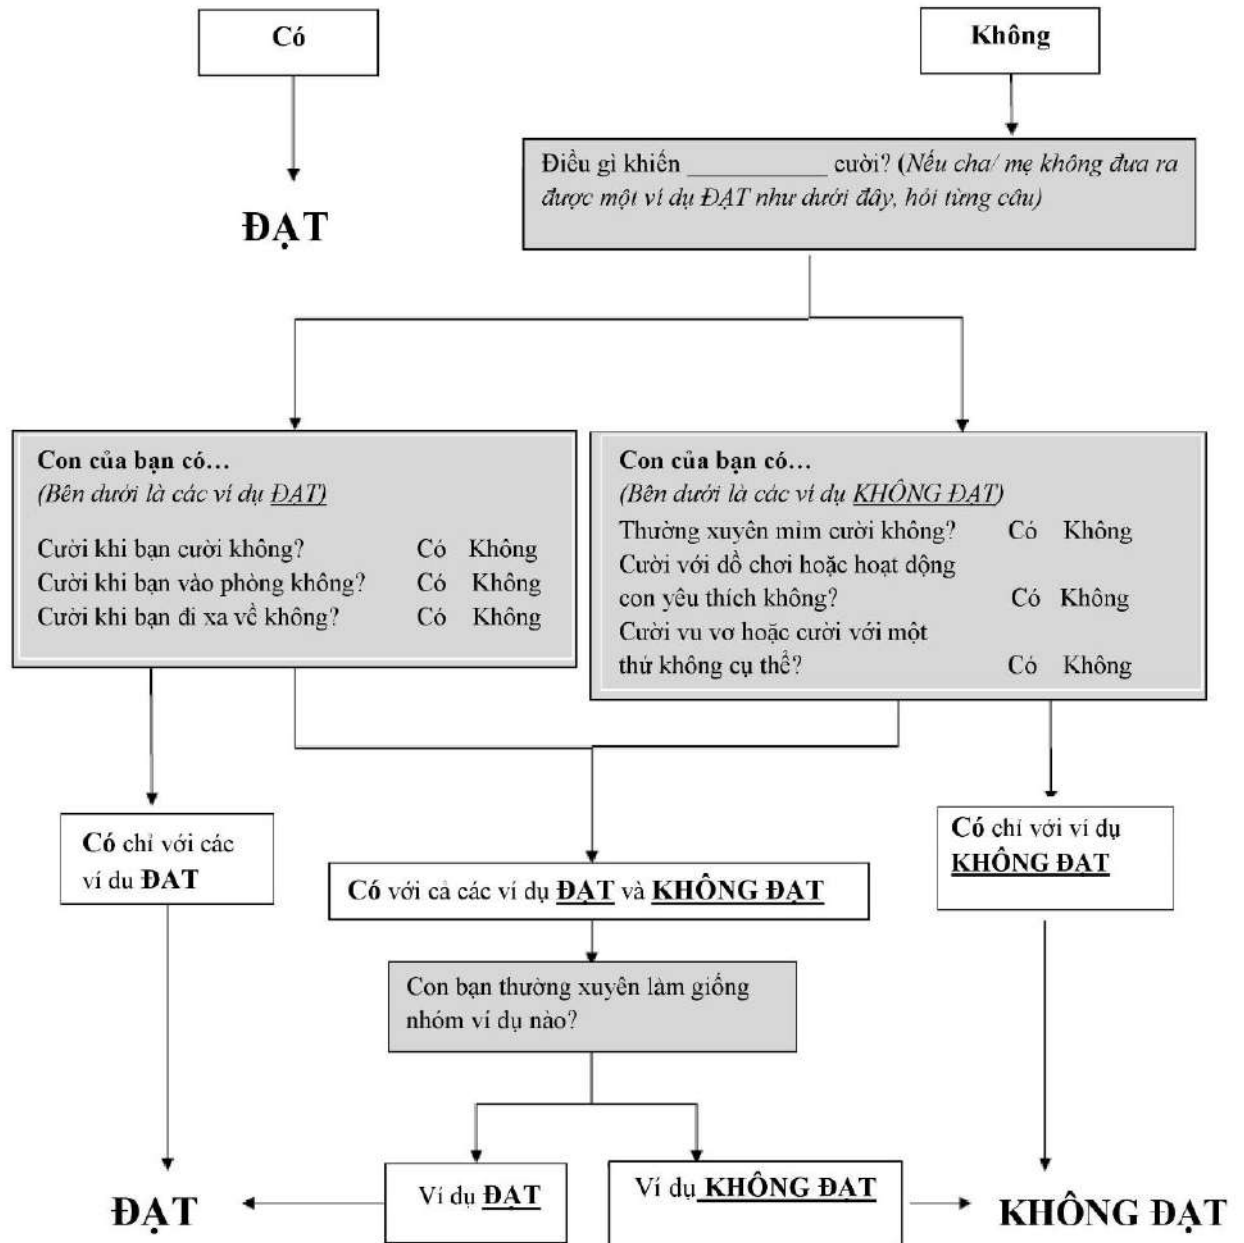 Có
Không
Điều gì khiến ____________ cười? (Nếu cha/ mẹ không đưa ra
được một ví dụ ĐẠT như dưới đây, hỏi từng câu)
ĐẠT
Con của bạn có…
(Bên dưới là các ví dụ ĐẠT)
Cười khi bạn cười không? Có Không
Cười khi bạn vào phòng không? Có Không
Cười khi bạn đi xa về không? Có Không
Con của bạn có…
(Bên dưới là các ví dụ KHÔNG ĐẠT)
Thường xuyên mỉm cười không? Có Không
Cười với đồ chơi hoặc hoạt động
con yêu thích không? Có Không
Cười vu vơ hoặc cười với một
thứ không cụ thể? Có Không
Có chỉ với các
ví du ĐAT
Có với cả các ví dụ ĐẠT và KHÔNG ĐẠT
Có chỉ với ví dụ
KHÔNG ĐẠT
Con bạn thường xuyên làm giống
nhóm ví dụ nào?
Ví dụ ĐẠT
Ví dụ KHÔNG ĐẠT
ĐẠT
KHÔNG ĐẠT